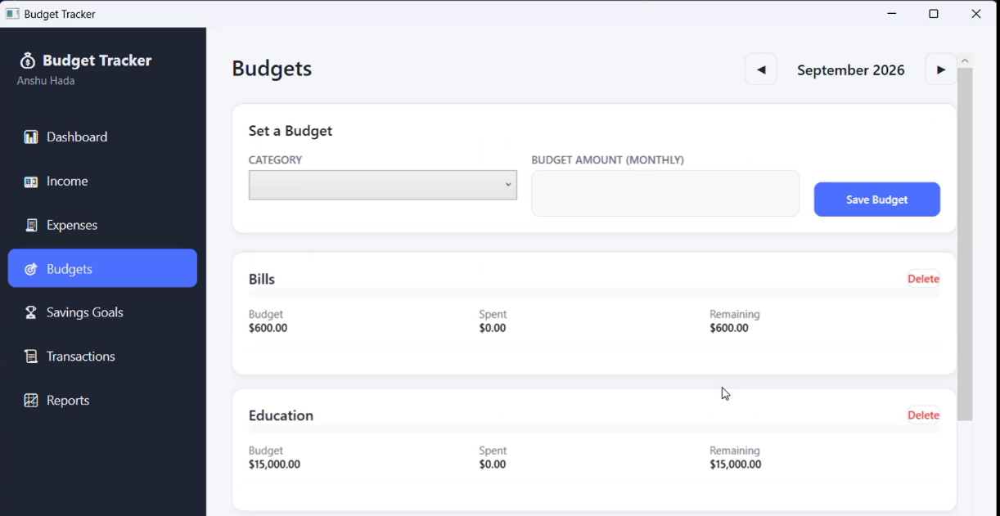 Budget Tracker
Budget Tracker
Anshu Hada
Dashboard
Income
Expenses
Budgets
Savings Goals
Transactions
Reports
Budgets
September 2026
Set a Budget
CATEGORY
BUDGET AMOUNT (MONTHLY)
Save Budget
Bills
Delete
Budget Spent Remaining
$600.00 $0.00 $600.00
Education
Delete
Budget Spent Remaining
$15,000.00 $0.00 $15,000.00